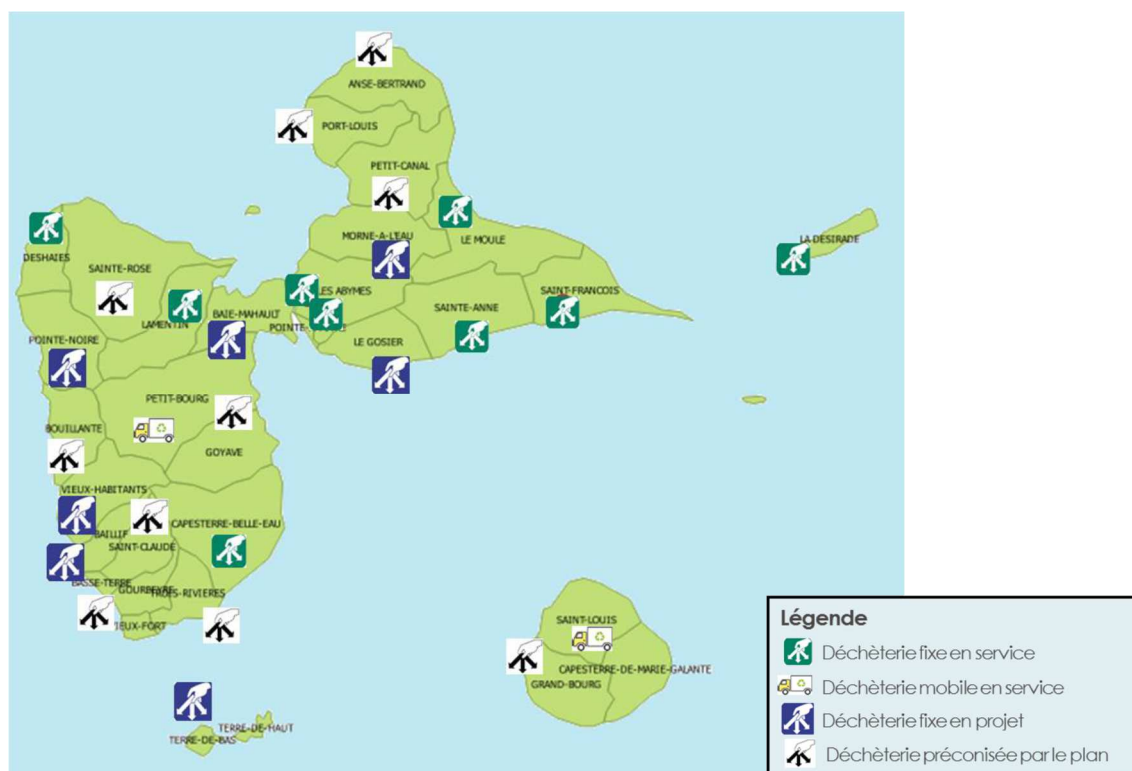 ANSE-BERTRAND
PORT-LOUIS
PETIT-CANAL
MORNE-A-L'EAU
LE MOULE
LA DESIRADE
DESHAIES
SAINTE-ROSE
LES ABYMES
SAINTE-ANNE
SAINT-FRANCOIS
LAMENTIN
BAIE-MAHAULT
POINTE-NOIRE
LE GOSIER
PETIT-BOURG
BOUILLANTE
GOYAVE
VIEUX-HABITANTS
CAPESTERRE-BELLE-EAU
BAILLIF
SAINT-CLAUDE
BASSE-TERRE
GOURBEYRE
TROIS-RIVIERES
SAINT-LOUIS
CAPESTERRE-DE-MARIE-GALANTE
GRAND-BOURG
TERRE-DE-HAUT
TERRE-DE-BAS
Légende
Déchèterie fixe en service
Déchèterie mobile en service
Déchèterie fixe en projet
Déchèterie préconisée par le plan